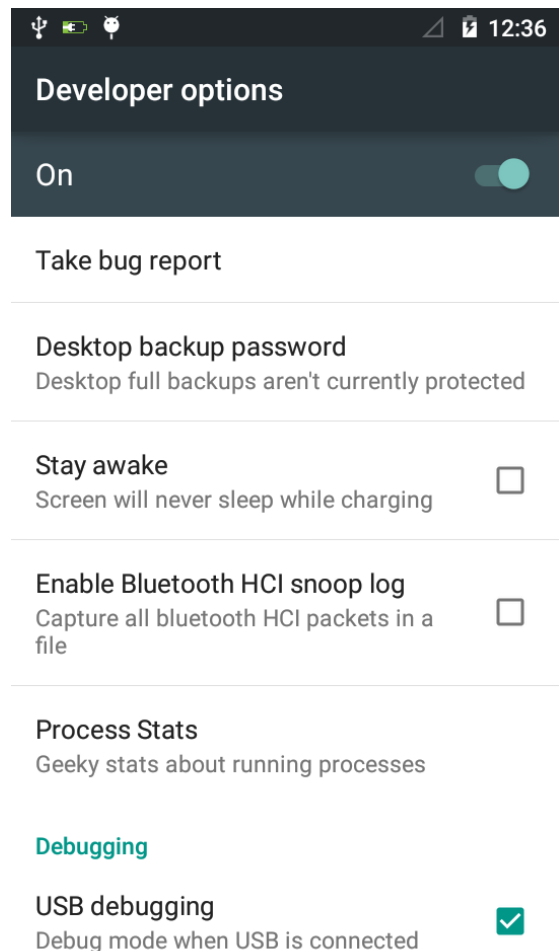 12:36
Developer options
On
Take bug report
Desktop backup password
Desktop full backups aren't currently protected
Stay awake
Screen will never sleep while charging
Enable Bluetooth HCI snoop log
Capture all bluetooth HCI packets in a
file
Process Stats
Geeky stats about running processes
Debugging
USB debugging
Debug mode when USB is connected